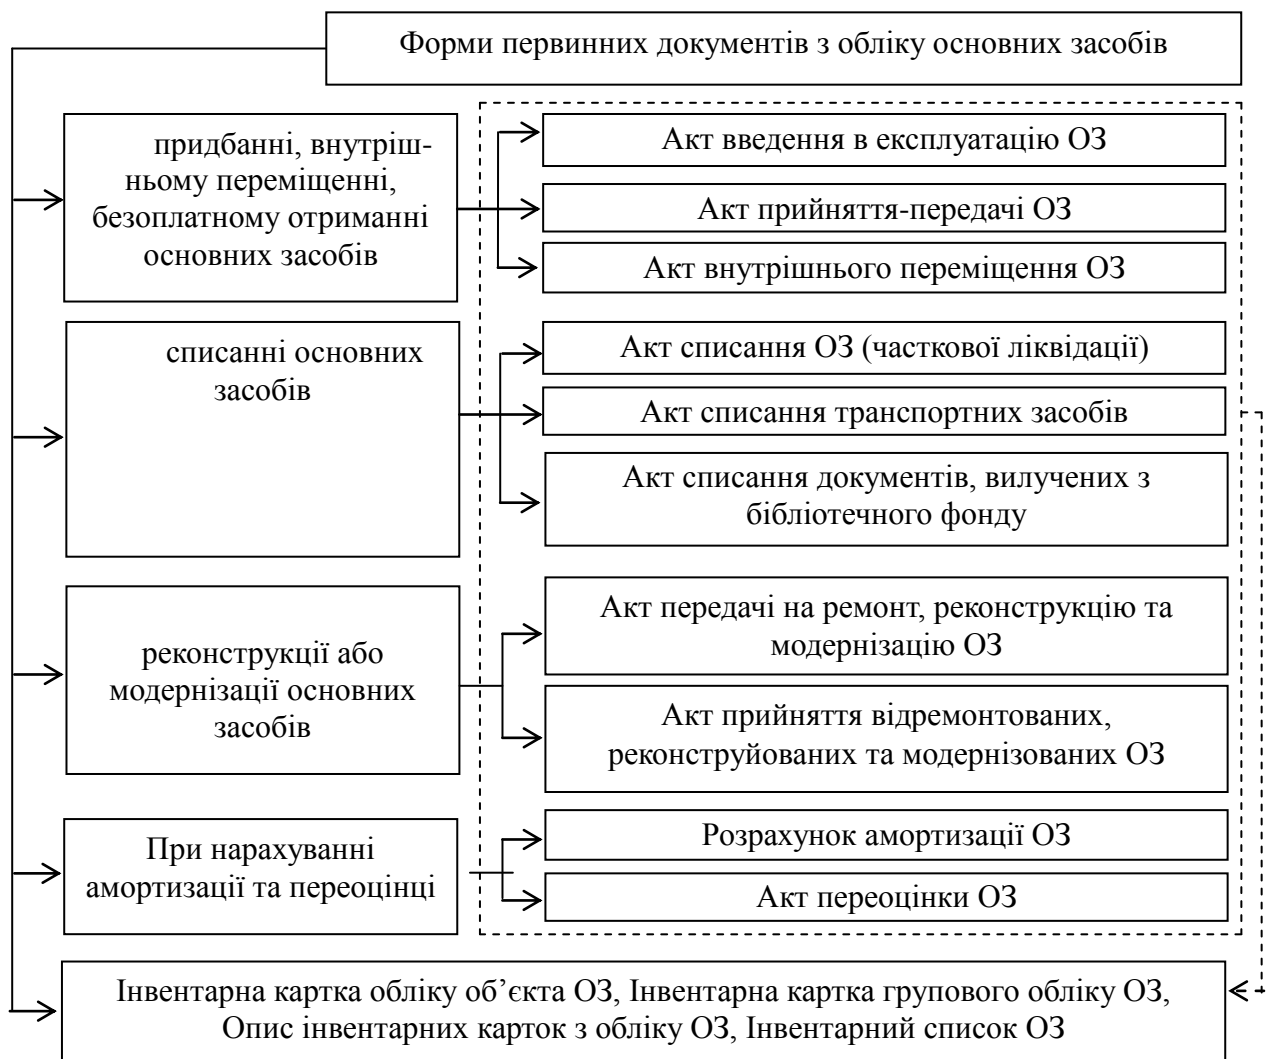 Форми первинних документів з обліку основних засобів
придбанні, внутріш-
ньому переміщенні,
безоплатному отриманні
основних засобів
Акт введення в експлуатацію ОЗ
Акт прийняття-передачі ОЗ
Акт внутрішнього переміщення ОЗ
списанні основних
засобів
Акт списання ОЗ (часткової ліквідації)
Акт списання транспортних засобів
Акт списання документів, вилучених з
бібліотечного фонду
реконструкції або
модернізації основних
засобів
Акт передачі на ремонт, реконструкцію та
модернізацію ОЗ
Акт прийняття відремонтованих,
реконструйованих та модернізованих ОЗ
При нарахуванні
амортизації та переоцінці
Розрахунок амортизації ОЗ
Акт переоцінки ОЗ
Інвентарна картка обліку об’єкта ОЗ, Інвентарна картка групового обліку ОЗ,
Опис інвентарних карток з обліку ОЗ, Інвентарний список ОЗ